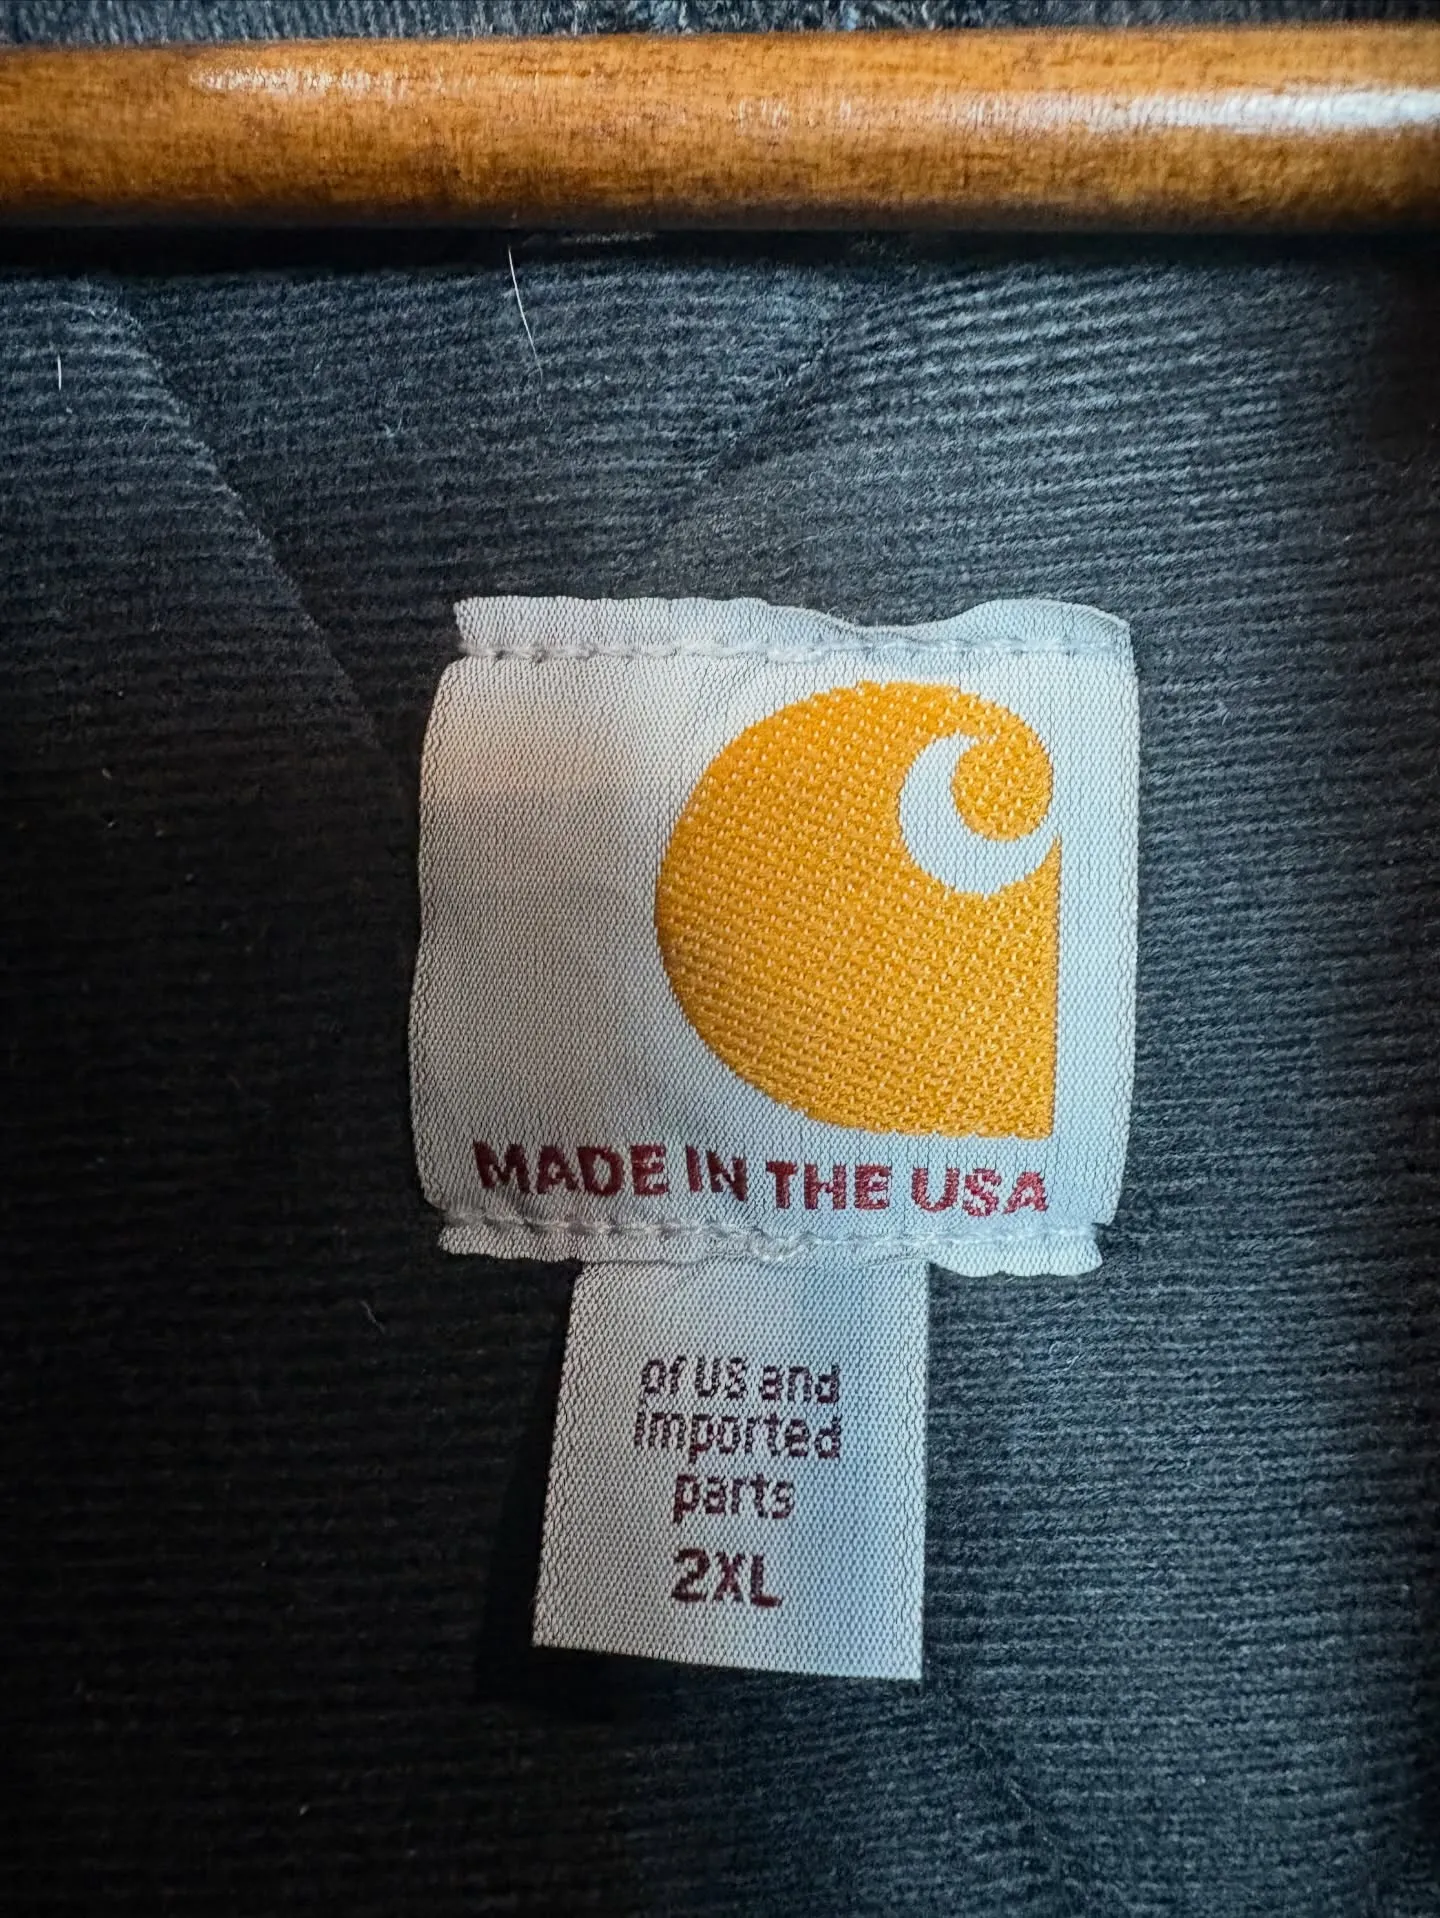 MADE IN THE USA
of US and
imported
parts
2XL